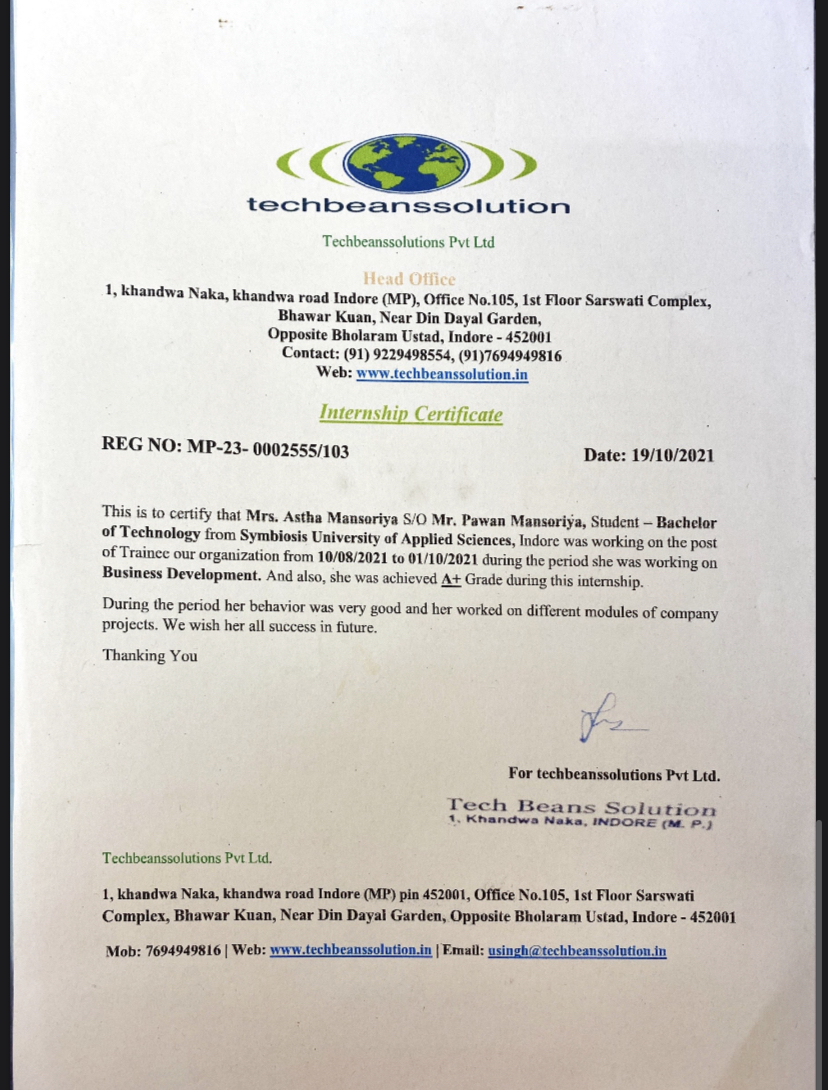 techbeanssolution
Techbeanssolutions Pvt Ltd
Head Office
1, khandwa Naka, khandwa road Indore (MP), Office No.105, 1st Floor Sarswati Complex,
Bhawar Kuan, Near Din Dayal Garden,
Opposite Bholaram Ustad, Indore - 452001
Contact: (91) 9229498554, (91)7694949816
Web: www.techbeanssolution.in
Internship Certificate
REG NO: MP-23- 0002555/103 Date: 19/10/2021
This is to certify that Mrs. Astha Mansoriya S/O Mr. Pawan Mansoriya, Student – Bachelor
of Technology from Symbiosis University of Applied Sciences, Indore was working on the post
of Trainee our organization from 10/08/2021 to 01/10/2021 during the period she was working on
Business Development. And also, she was achieved A+ Grade during this internship.
During the period her behavior was very good and her worked on different modules of company
projects. We wish her all success in future.
Thanking You
For techbeanssolutions Pvt Ltd.
Tech Beans Solution
1, Khandwa Naka, INDORE (M. P.)
Techbeanssolutions Pvt Ltd.
1, khandwa Naka, khandwa road Indore (MP) pin 452001, Office No.105, 1st Floor Sarswati
Complex, Bhawar Kuan, Near Din Dayal Garden, Opposite Bholaram Ustad, Indore - 452001
Mob: 7694949816 | Web: www.techbeanssolution.in | Email: usingh@techbeanssolution.in